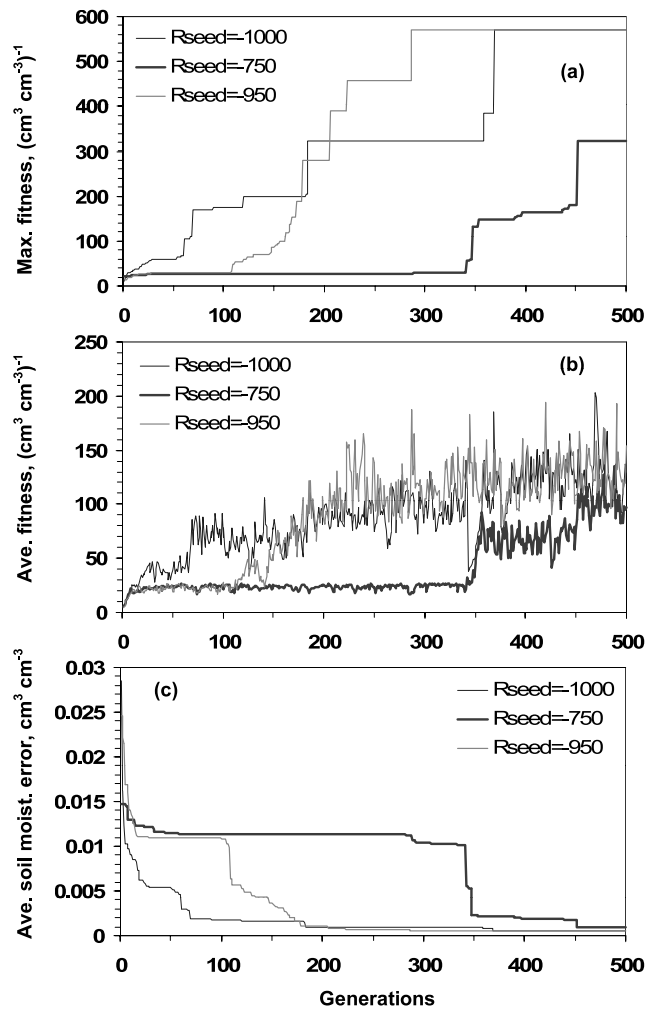 600
500
400
300
200
100
0
Max. fitness, (cm³ cm⁻³)⁻¹
Rseed=-1000
Rseed=-750
Rseed=-950
(a)
0 100 200 300 400 500
250
200
150
100
50
0
Ave. fitness, (cm³ cm⁻³)⁻¹
Rseed=-1000
Rseed=-750
Rseed=-950
(b)
0 100 200 300 400 500
0.03
0.025
0.02
0.015
0.01
0.005
0
Ave. soil moist. error, cm³ cm⁻³
(c)
Rseed=-1000
Rseed=-750
Rseed=-950
0 100 200 300 400 500
Generations